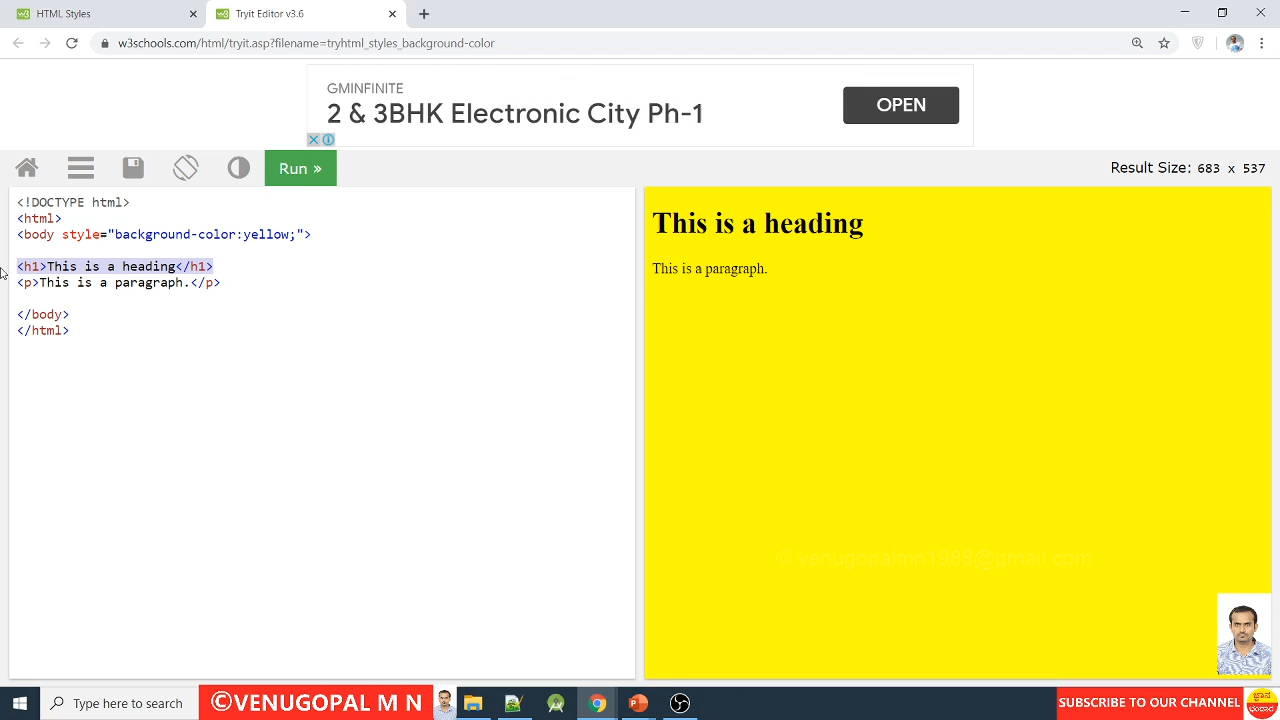 HTML Styles
Tryit Editor v3.6
w3schools.com/html/tryit.asp?filename=tryhtml_styles_background-color
GMINFINITE
2 & 3BHK Electronic City Ph-1
OPEN
Run »
Result Size: 683 x 537
<!DOCTYPE html>
<html>
<body style="background-color:yellow;">
<h1>This is a heading</h1>
<p>This is a paragraph.</p>
</body>
</html>
This is a heading
This is a paragraph.
© venugopalmn1988@gmail.com
Type here to search
©VENUGOPAL M N
SUBSCRIBE TO OUR CHANNEL
ಜ್ಞಾನ
ಭಂಡಾರ